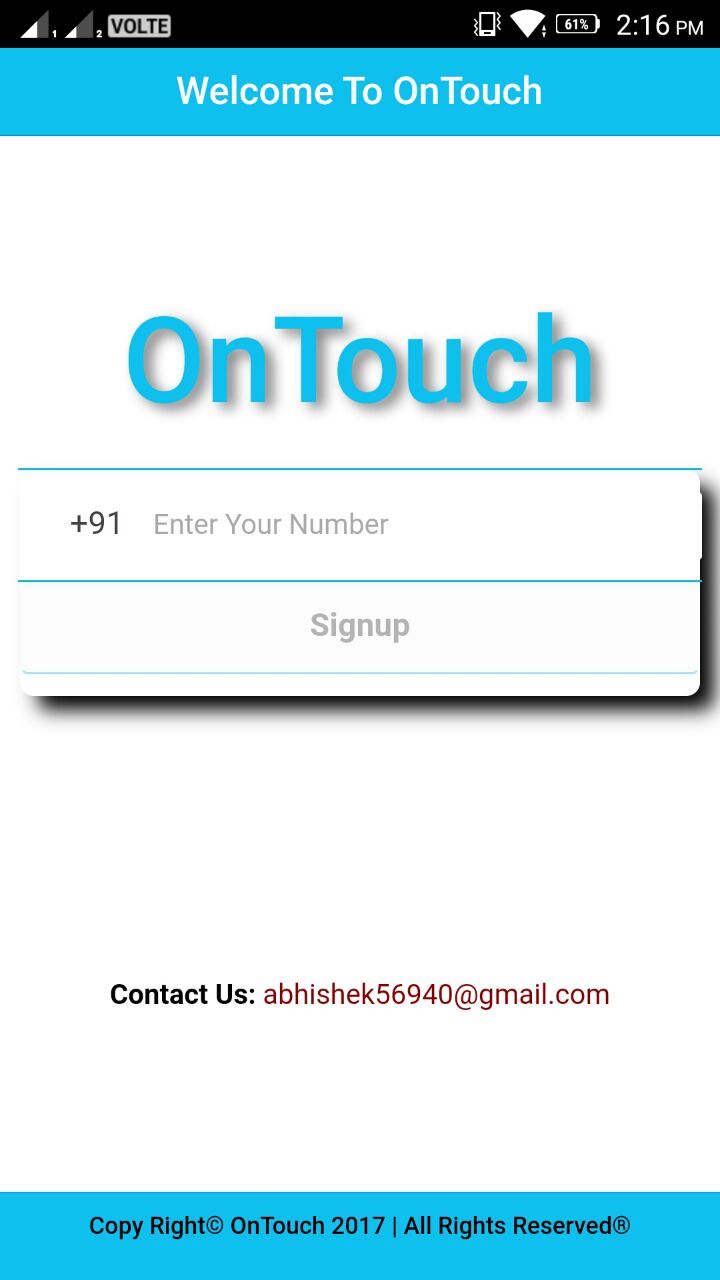 1 2 VOLTE 61% 2:16 PM
Welcome To OnTouch
OnTouch
+91 Enter Your Number
Signup
Contact Us: abhishek56940@gmail.com
Copy Right© OnTouch 2017 | All Rights Reserved®